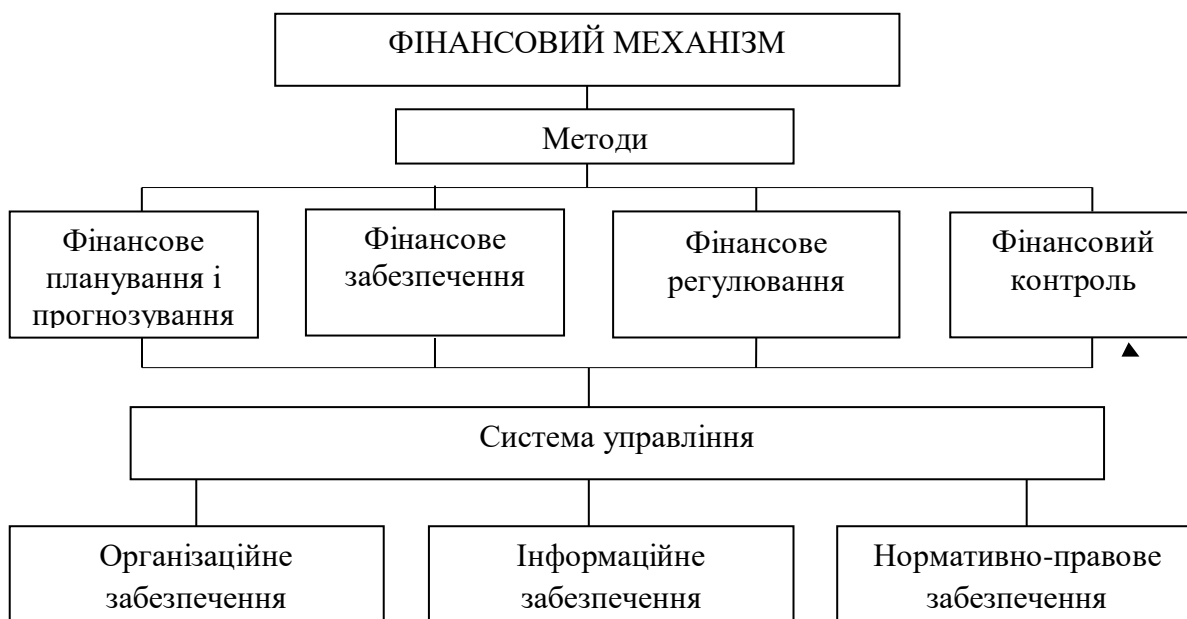 ФІНАНСОВИЙ МЕХАНІЗМ
Методи
Фінансове
планування і
прогнозування
Фінансове
забезпечення
Фінансове
регулювання
Фінансовий
контроль
Система управління
Організаційне
забезпечення
Інформаційне
забезпечення
Нормативно-правове
забезпечення